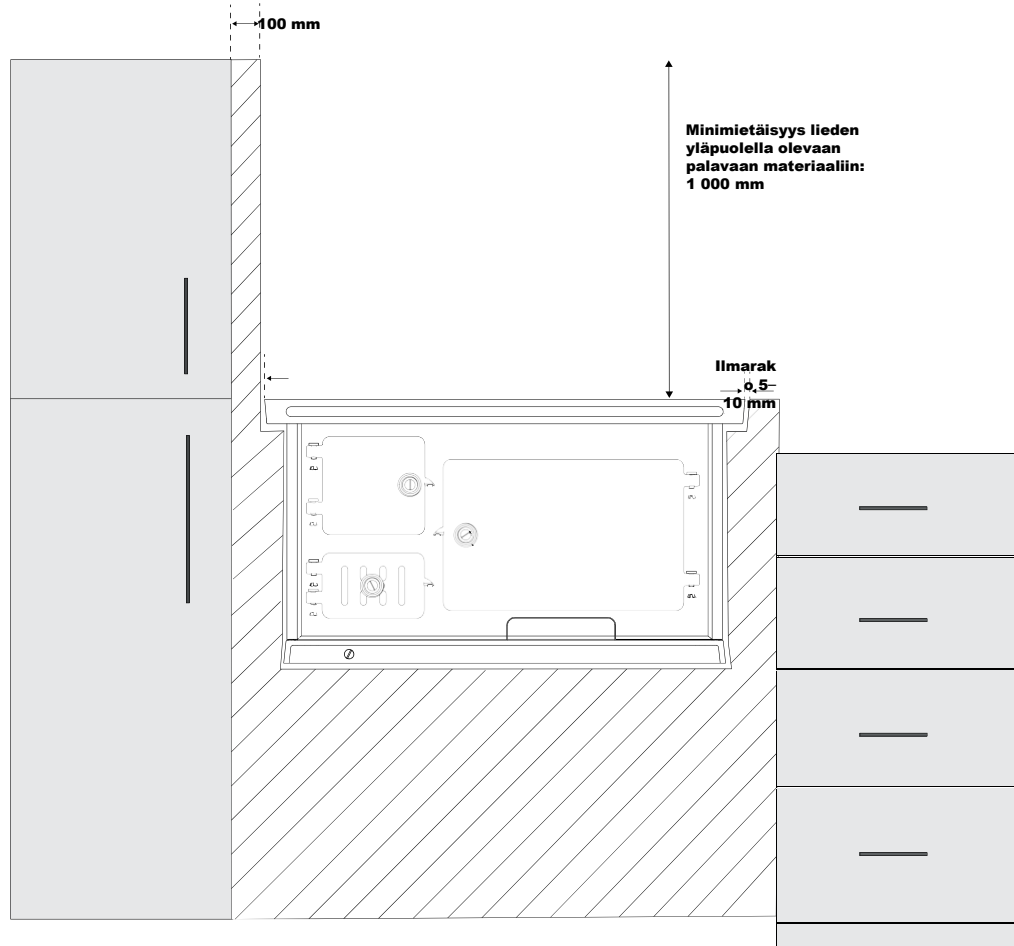 100 mm
Minimietäisyys lieden
yläpuolella olevaan
palavaan materiaaliin:
1 000 mm
Ilmarak
o 5–
10 mm